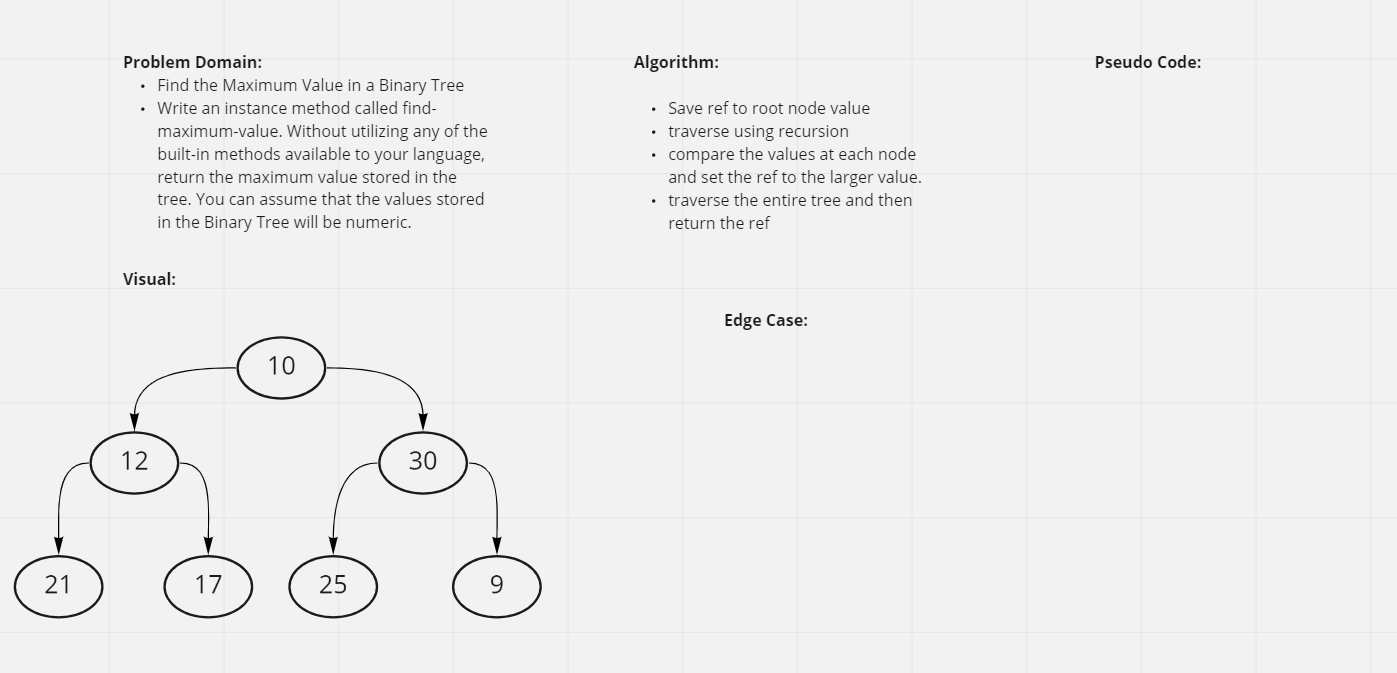 Problem Domain:
• Find the Maximum Value in a Binary Tree
• Write an instance method called find-
maximum-value. Without utilizing any of the
built-in methods available to your language,
return the maximum value stored in the
tree. You can assume that the values stored
in the Binary Tree will be numeric.
Visual:
10
12
30
21
17
25
9
Algorithm:
• Save ref to root node value
• traverse using recursion
• compare the values at each node
and set the ref to the larger value.
• traverse the entire tree and then
return the ref
Edge Case:
Pseudo Code: